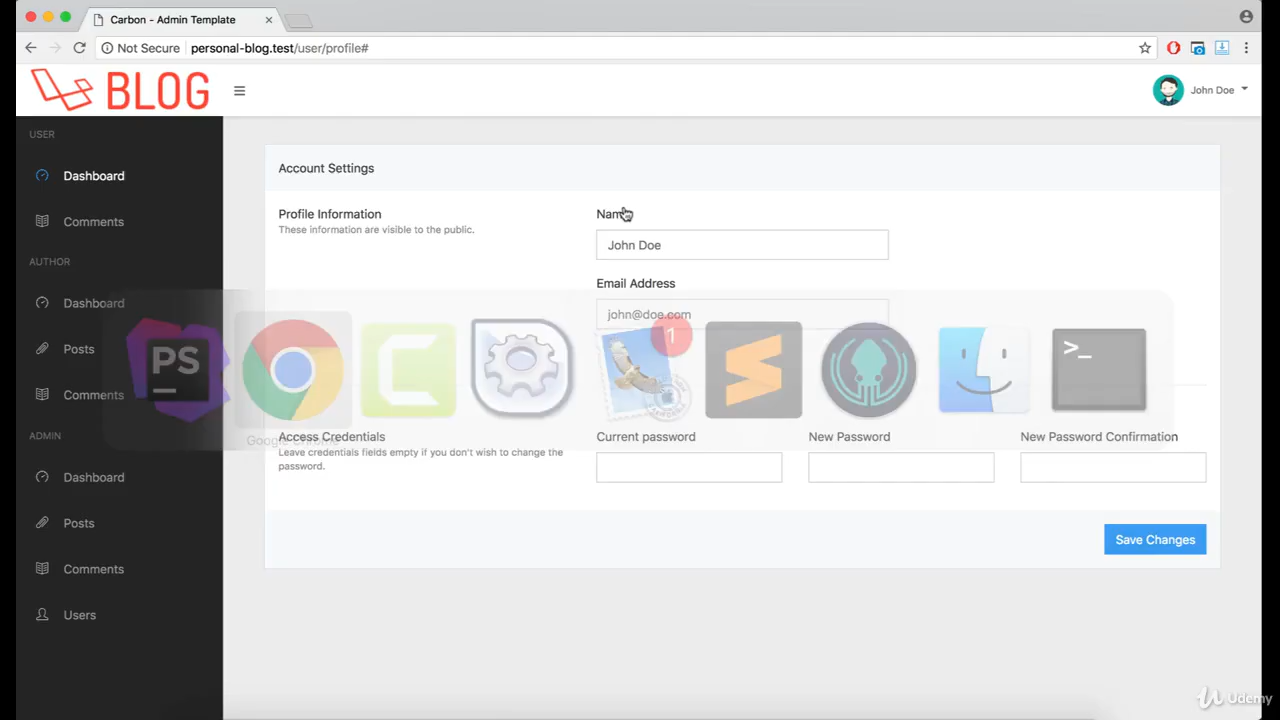 Carbon - Admin Template
Not Secure
personal-blog.test/user/profile#
BLOG
John Doe
USER
Dashboard
Comments
AUTHOR
Dashboard
Posts
Comments
ADMIN
Dashboard
Posts
Comments
Users
Account Settings
Profile Information
These information are visible to the public.
Name
John Doe
Email Address
john@doe.com
PS
1
>_
Google Chrome
Access Credentials
Leave credentials fields empty if you don't wish to change the
password.
Current password
New Password
New Password Confirmation
Save Changes
Udemy